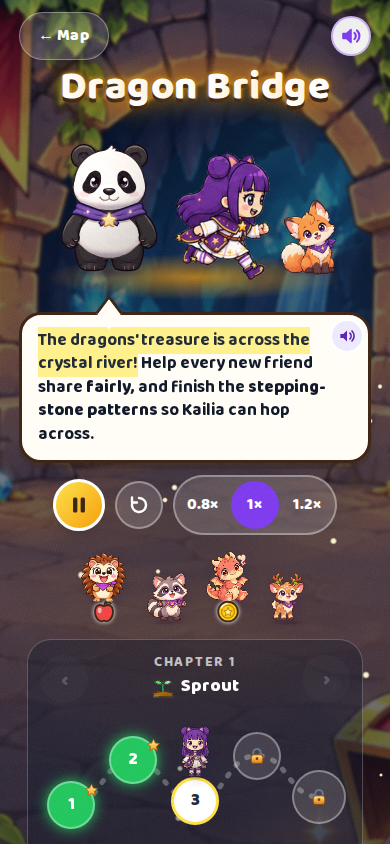 ← Map
Dragon Bridge
The dragons' treasure is across the
crystal river! Help every new friend
share fairly, and finish the stepping-
stone patterns so Kailia can hop
across.
0.8× 1× 1.2×
CHAPTER 1
Sprout
1 2 3